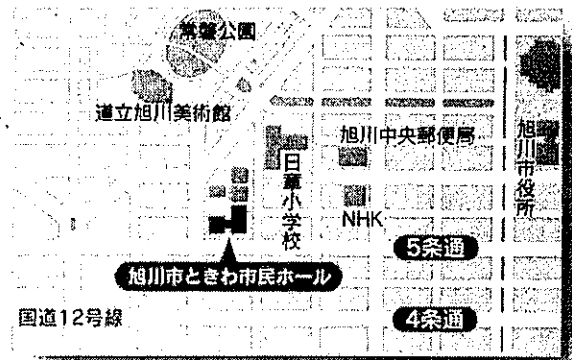 常磐公園
道立旭川美術館
旭川中央郵便局
旭川市役所
日章小学校
NHK
5条通
旭川市ときわ市民ホール
国道12号線
4条通